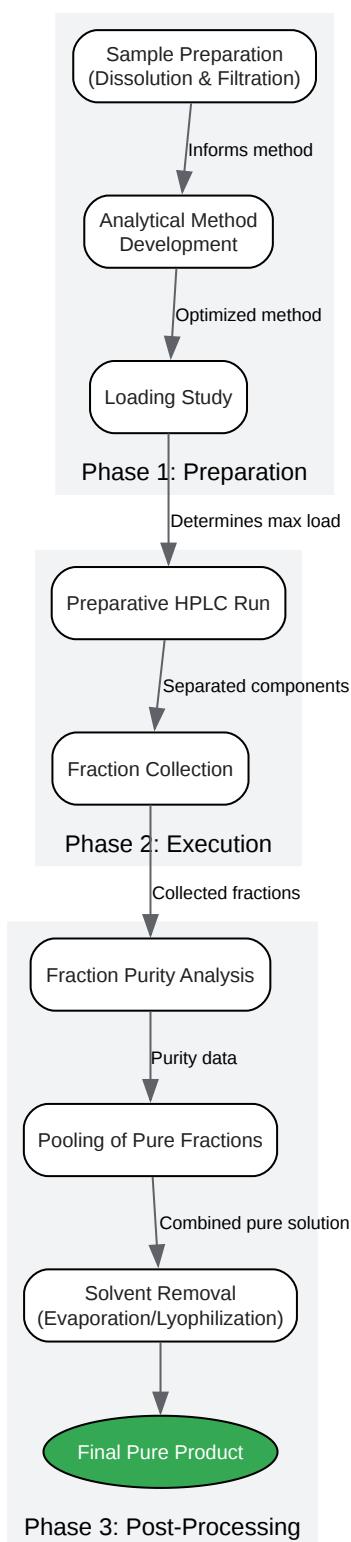 Sample Preparation
(Dissolution & Filtration)
Informs method
Analytical Method
Development
Optimized method
Loading Study
Phase 1: Preparation
Determines max load
Preparative HPLC Run
Separated components
Fraction Collection
Phase 2: Execution
Collected fractions
Fraction Purity Analysis
Purity data
Pooling of Pure Fractions
Combined pure solution
Solvent Removal
(Evaporation/Lyophilization)
Final Pure Product
Phase 3: Post-Processing